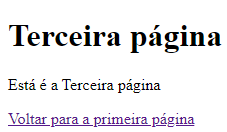 Terceira página
Está é a Terceira página
Voltar para a primeira página